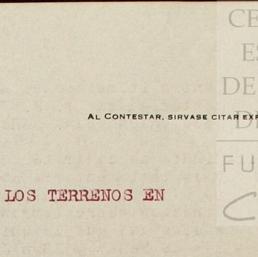 CE
ES
DE
AL CONTESTAR, SIRVASE CITAR EXP
FU
LOS TERRENOS EN